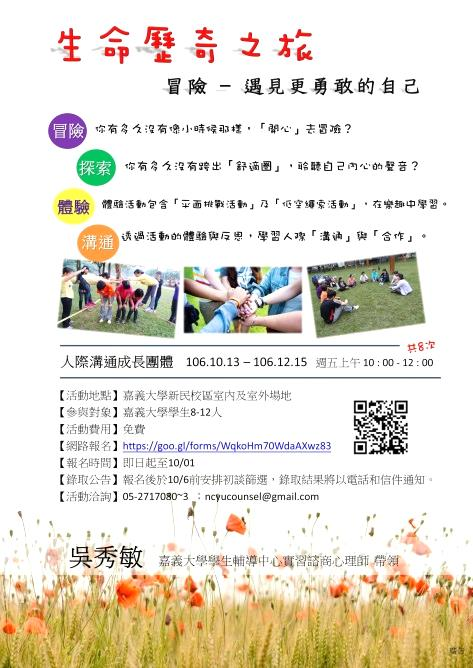 生命歷奇之旅
冒險 – 遇見更勇敢的自己
冒險 你有多久沒有像小時候那樣，「開心」去冒險？
探索 你有多久沒有跨出「舒適圈」，聆聽自己內心的聲音？
體驗 體驗活動包含「平面挑戰活動」及「低空繩索活動」，在樂趣中學習。
溝通 透過活動的體驗與反思，學習人際「溝通」與「合作」。
共8次
人際溝通成長團體 106.10.13 – 106.12.15 週五上午 10：00 - 12：00
【活動地點】嘉義大學新民校區室內及室外場地
【參與對象】嘉義大學學生8-12人
【活動費用】免費
【網路報名】https://goo.gl/forms/WqkoHm70WdaAXwz83
【報名時間】即日起至10/01
【錄取公告】報名後於10/6前安排初談篩選，錄取結果將以電話和信件通知。
【活動洽詢】05-2717080~3 ；ncyucounsel@gmail.com
吳秀敏 嘉義大學學生輔導中心實習諮商心理師 帶領